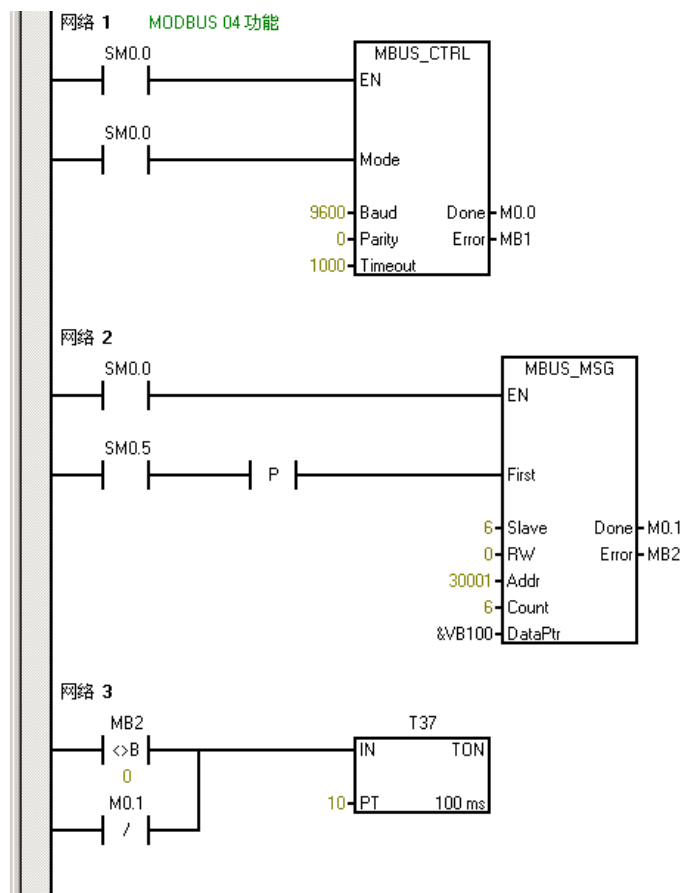 网络 1 MODBUS 04 功能
SM0.0
MBUS_CTRL
EN
SM0.0
Mode
9600 Baud Done M0.0
0 Parity Error MB1
1000 Timeout
网络 2
SM0.0
MBUS_MSG
EN
SM0.5
P
First
6 Slave Done M0.1
0 RW Error MB2
30001 Addr
6 Count
&VB100 DataPtr
网络 3
MB2 T37
<>B IN TON
0
M0.1 10 PT 100 ms
/